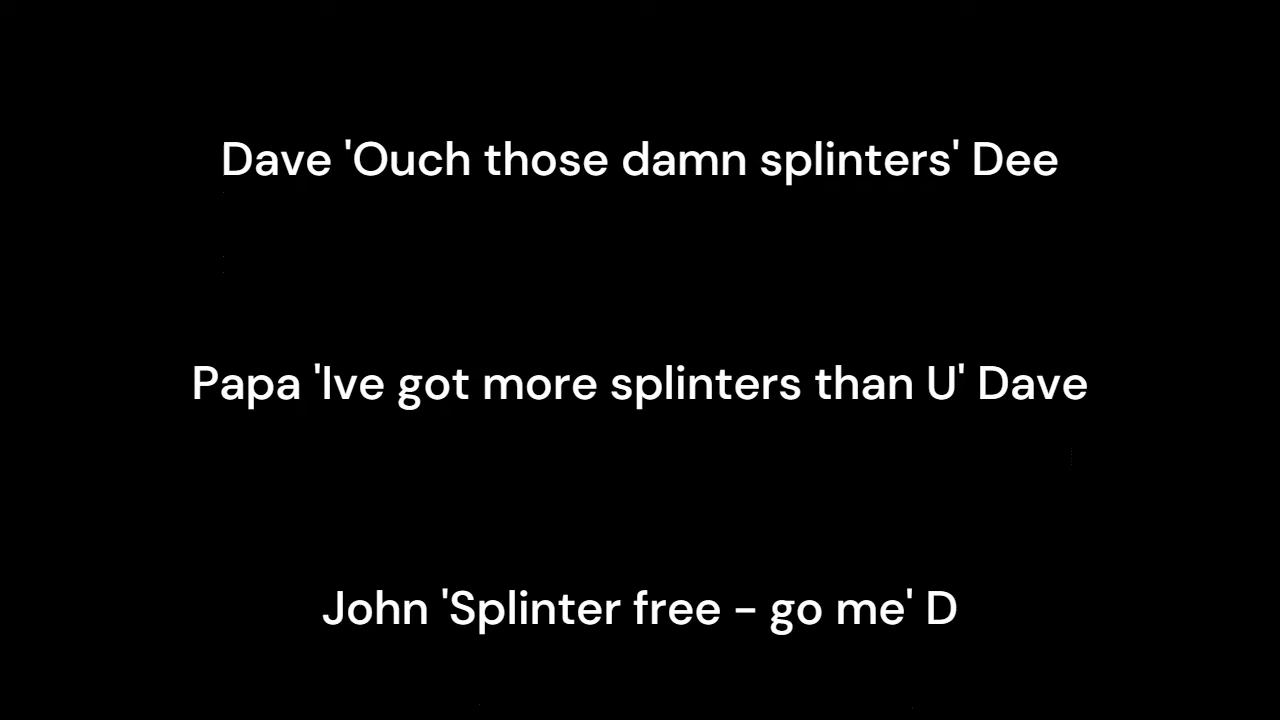 Dave 'Ouch those damn splinters' Dee
Papa 'Ive got more splinters than U' Dave
John 'Splinter free - go me' D